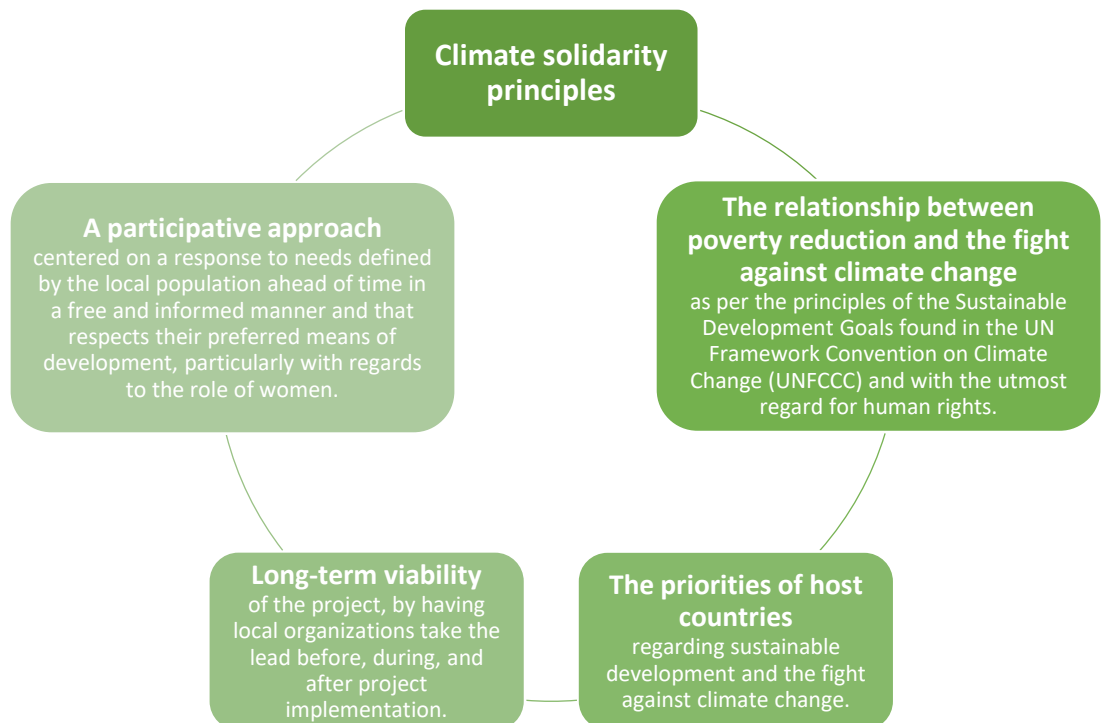 Climate solidarity
principles
The relationship between
poverty reduction and the fight
against climate change
as per the principles of the Sustainable
Development Goals found in the UN
Framework Convention on Climate
Change (UNFCCC) and with the utmost
regard for human rights.
The priorities of host
countries
regarding sustainable
development and the fight
against climate change.
Long-term viability
of the project, by having
local organizations take the
lead before, during, and
after project
implementation.
A participative approach
centered on a response to needs defined
by the local population ahead of time in
a free and informed manner and that
respects their preferred means of
development, particularly with regards
to the role of women.